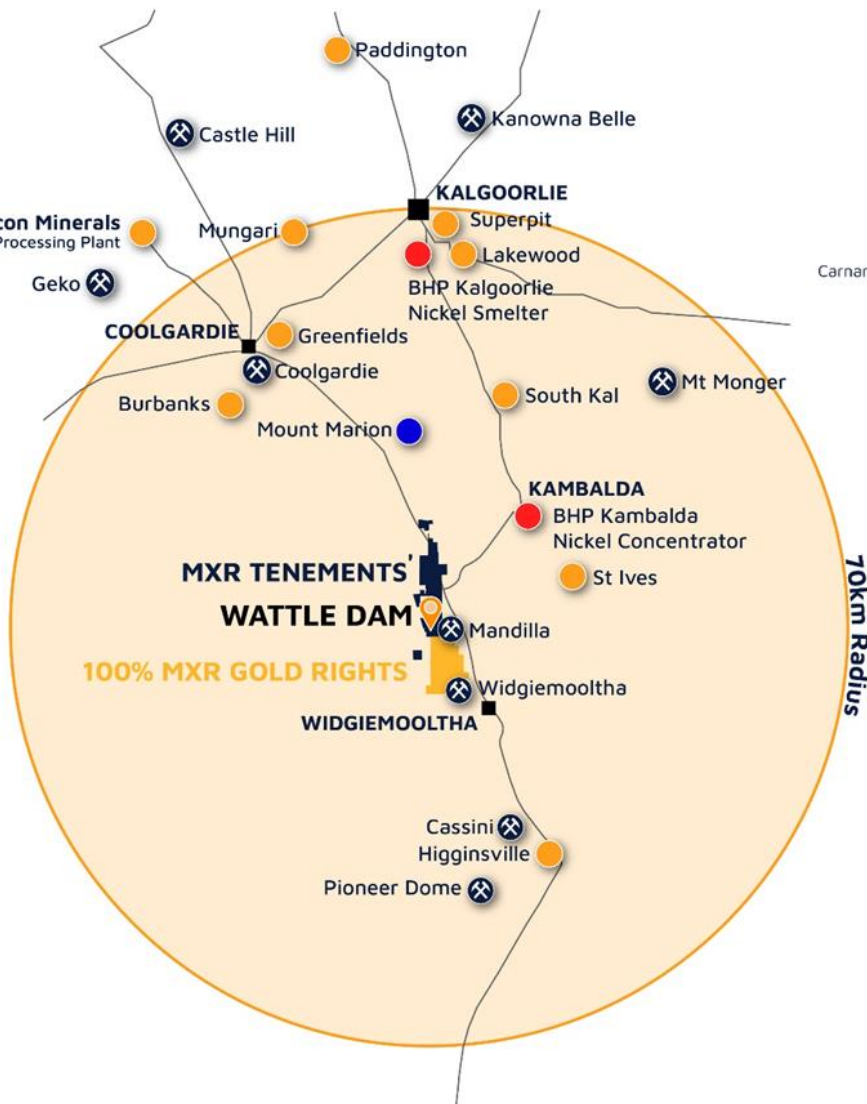 Paddington
Kanowna Belle
Castle Hill
KALGOORLIE
con Minerals
Processing Plant
Mungari
Superpit
Lakewood
Geko
Carnar
BHP Kalgoorlie
Nickel Smelter
COOLGARDIE
Greenfields
Coolgardie
Mt Monger
Burbanks
South Kal
Mount Marion
KAMBALDA
BHP Kambalda
Nickel Concentrator
MXR TENEMENTS'
St Ives
70km Radius
WATTLE DAM
Mandilla
100% MXR GOLD RIGHTS
Widgiemooltha
WIDGIEMOOLTHA
Cassini
Higginsville
Pioneer Dome